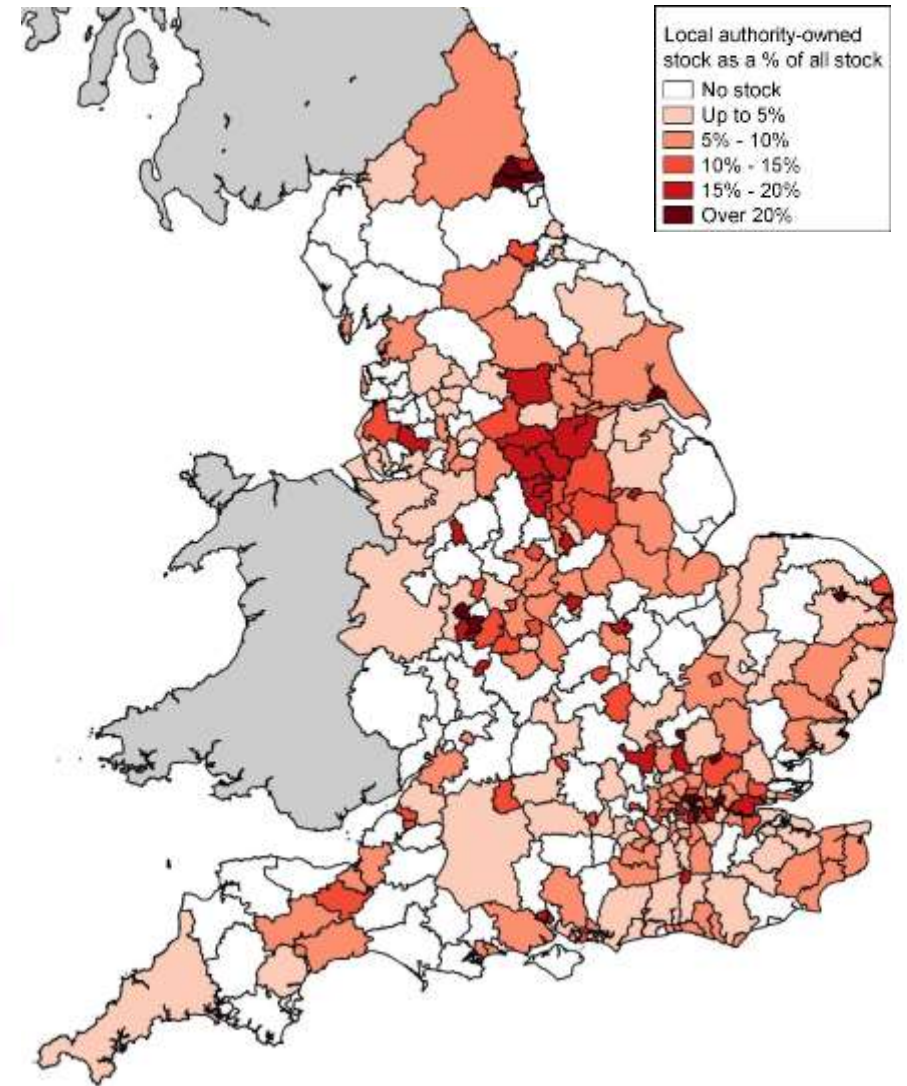 Local authority-owned
stock as a % of all stock
No stock
Up to 5%
5% - 10%
10% - 15%
15% - 20%
Over 20%